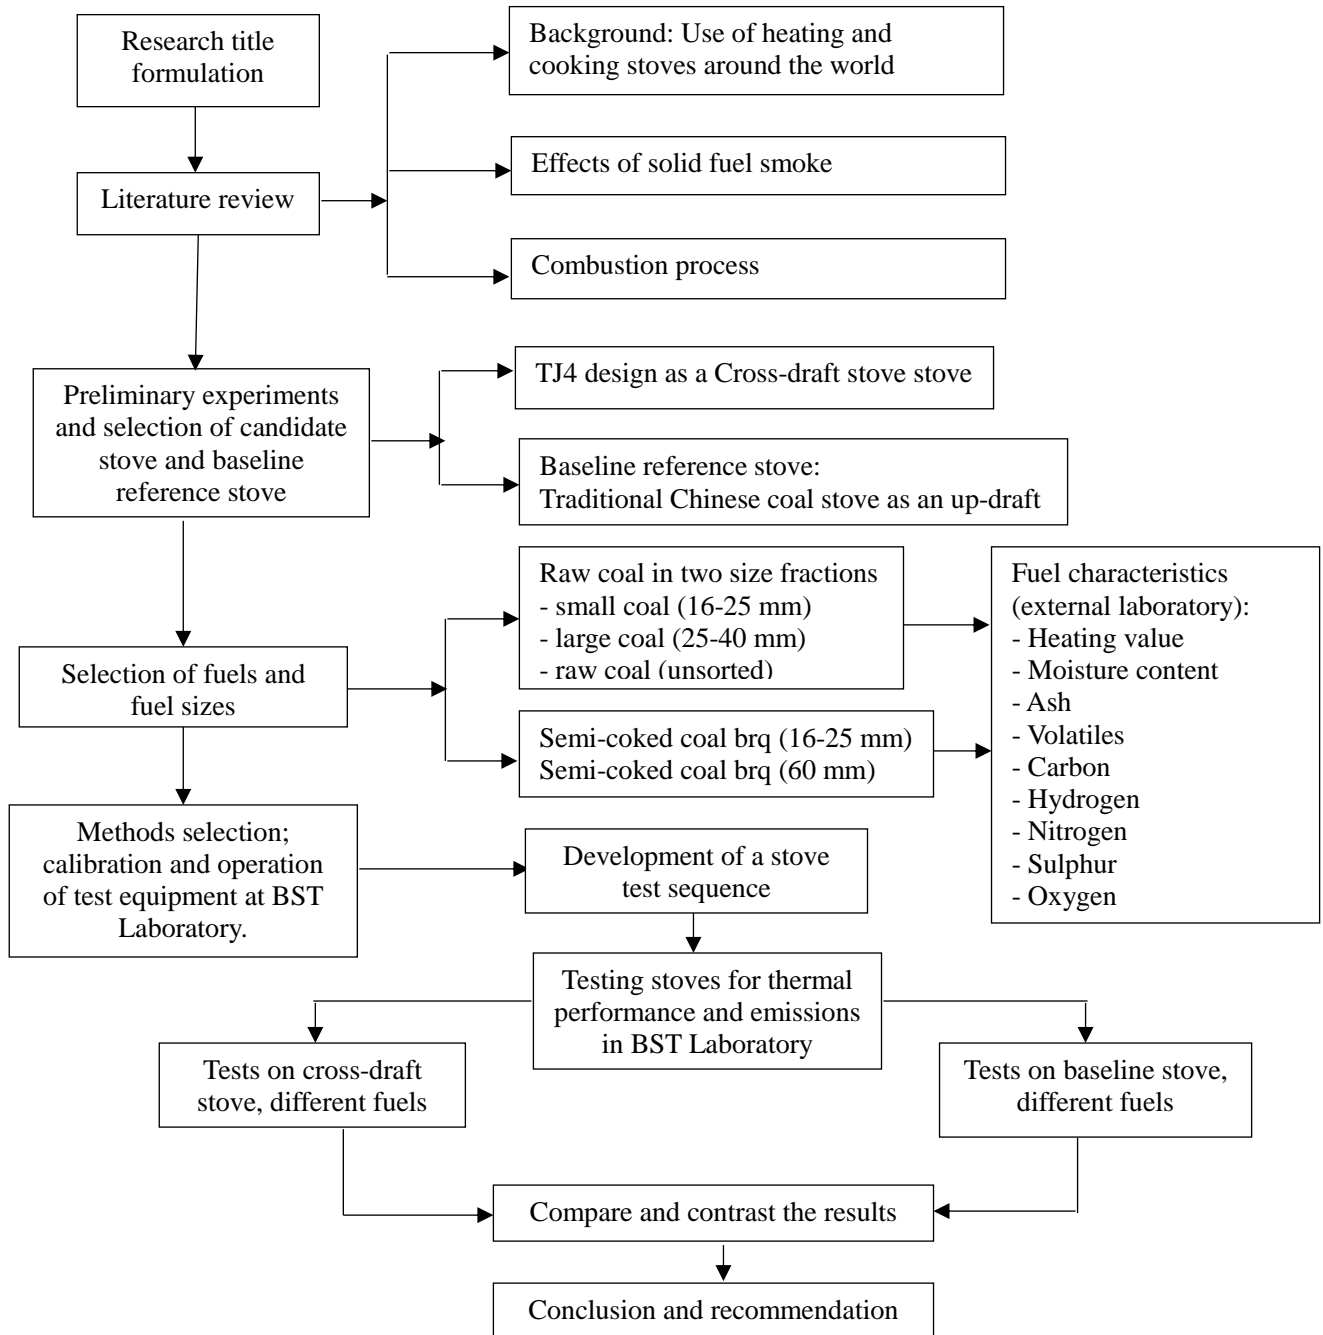 Research title
formulation
Background: Use of heating and
cooking stoves around the world
Effects of solid fuel smoke
Literature review
Combustion process
Preliminary experiments
and selection of candidate
stove and baseline
reference stove
TJ4 design as a Cross-draft stove stove
Baseline reference stove:
Traditional Chinese coal stove as an up-draft
Selection of fuels and
fuel sizes
Raw coal in two size fractions
- small coal (16-25 mm)
- large coal (25-40 mm)
- raw coal (unsorted)
Semi-coked coal brq (16-25 mm)
Semi-coked coal brq (60 mm)
Fuel characteristics
(external laboratory):
- Heating value
- Moisture content
- Ash
- Volatiles
- Carbon
- Hydrogen
- Nitrogen
- Sulphur
- Oxygen
Methods selection;
calibration and operation
of test equipment at BST
Laboratory.
Development of a stove
test sequence
Testing stoves for thermal
performance and emissions
in BST Laboratory
Tests on cross-draft
stove, different fuels
Tests on baseline stove,
different fuels
Compare and contrast the results
Conclusion and recommendation